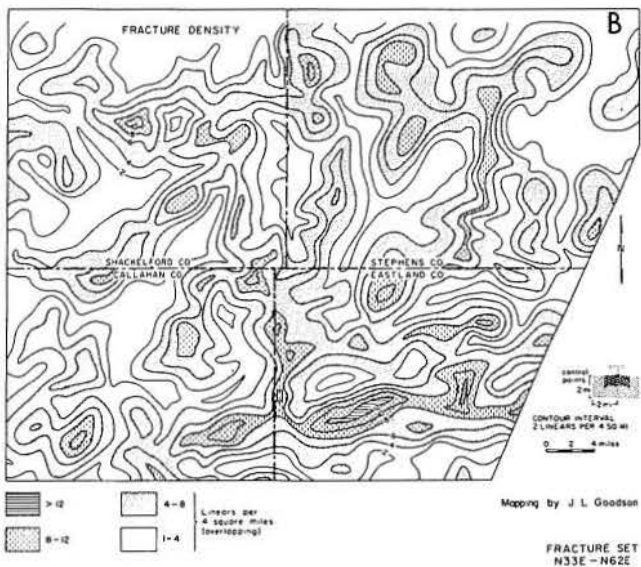 B
FRACTURE DENSITY
SHACKELFORD CO
CALLAHAN CO
STEPHENS CO
EASTLAND CO
N
control
points
2m
2m
CONTOUR INTERVAL
2 LINEARS PER 4 SQ MI
0 2 4 miles
> 12
4-8
8-12
1-4
Linears per
4 square miles
(overlapping)
Mapping by J L Goodson
FRACTURE SET
N33E-N62E